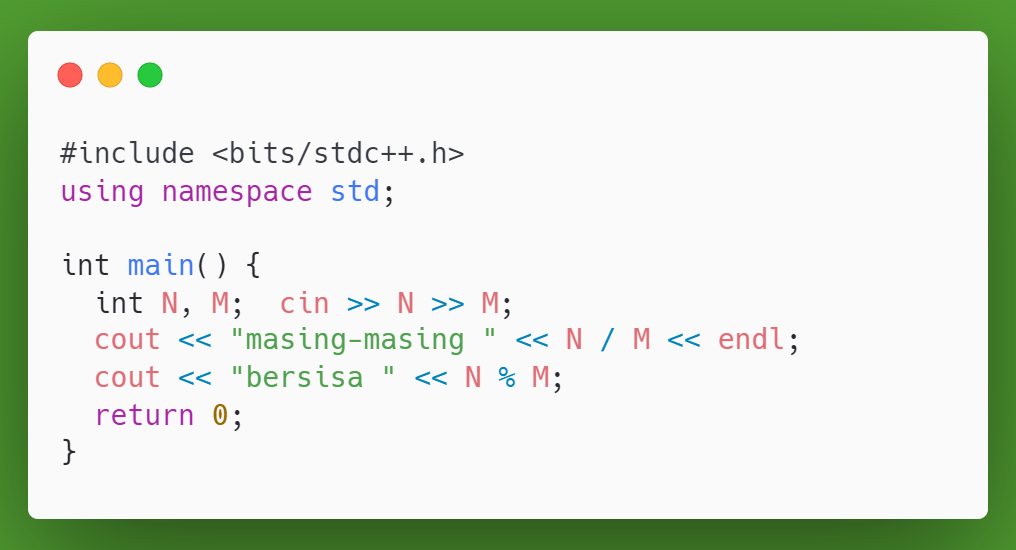 #include <bits/stdc++.h>
using namespace std;

int main() {
  int N, M;  cin >> N >> M;
  cout << "masing-masing " << N / M << endl;
  cout << "bersisa " << N % M;
  return 0;
}